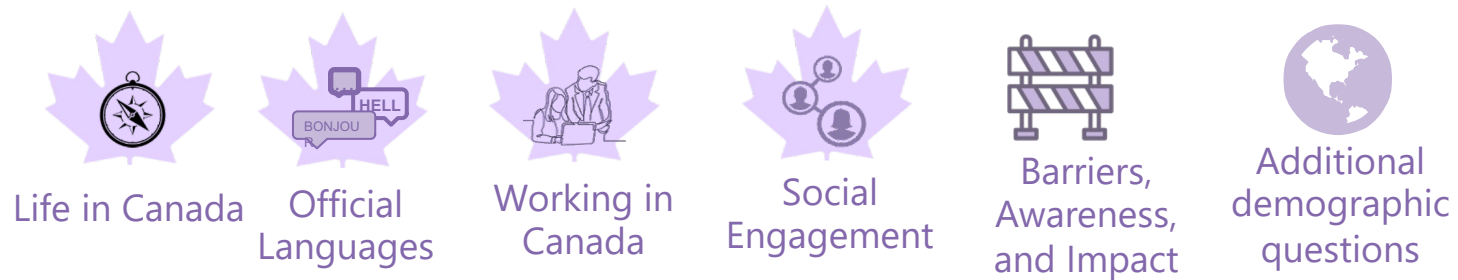 ...
HELL
BONJOU
R
Life in Canada
Official
Languages
Working in
Canada
Social
Engagement
Barriers,
Awareness,
and Impact
Additional
demographic
questions